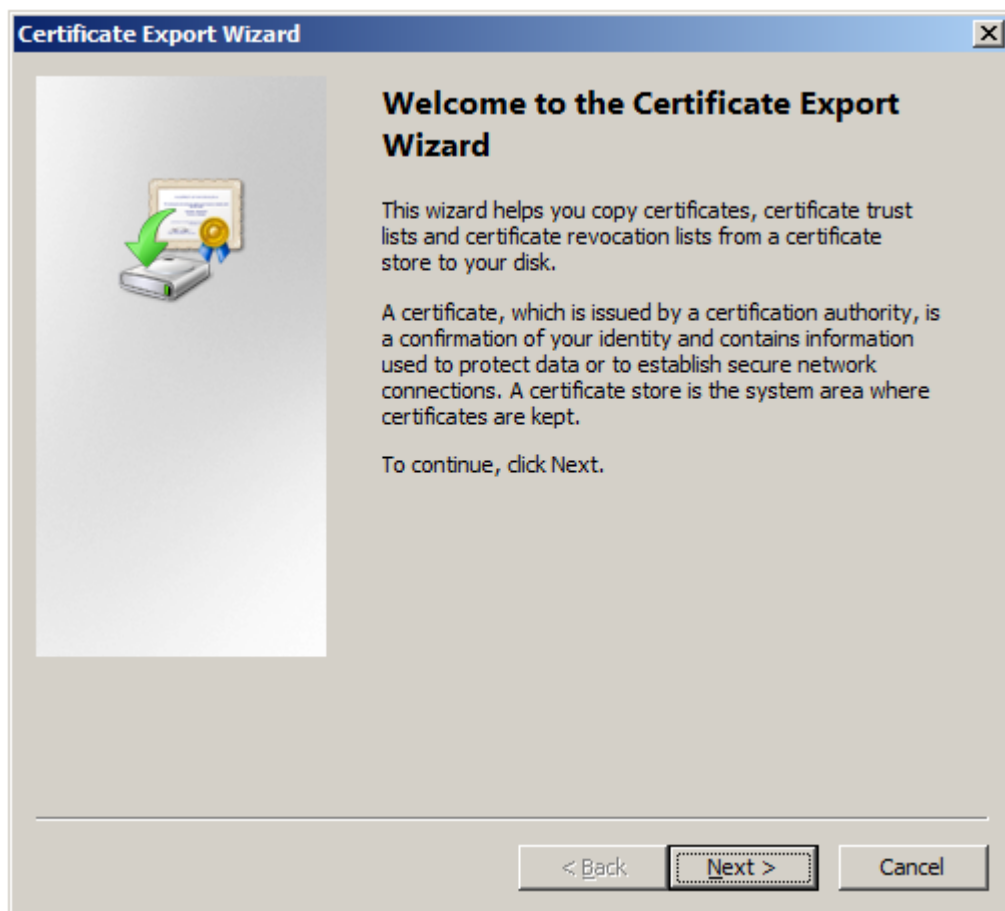 Certificate Export Wizard
Welcome to the Certificate Export
Wizard
This wizard helps you copy certificates, certificate trust
lists and certificate revocation lists from a certificate
store to your disk.
A certificate, which is issued by a certification authority, is
a confirmation of your identity and contains information
used to protect data or to establish secure network
connections. A certificate store is the system area where
certificates are kept.
To continue, click Next.
< Back
Next >
Cancel